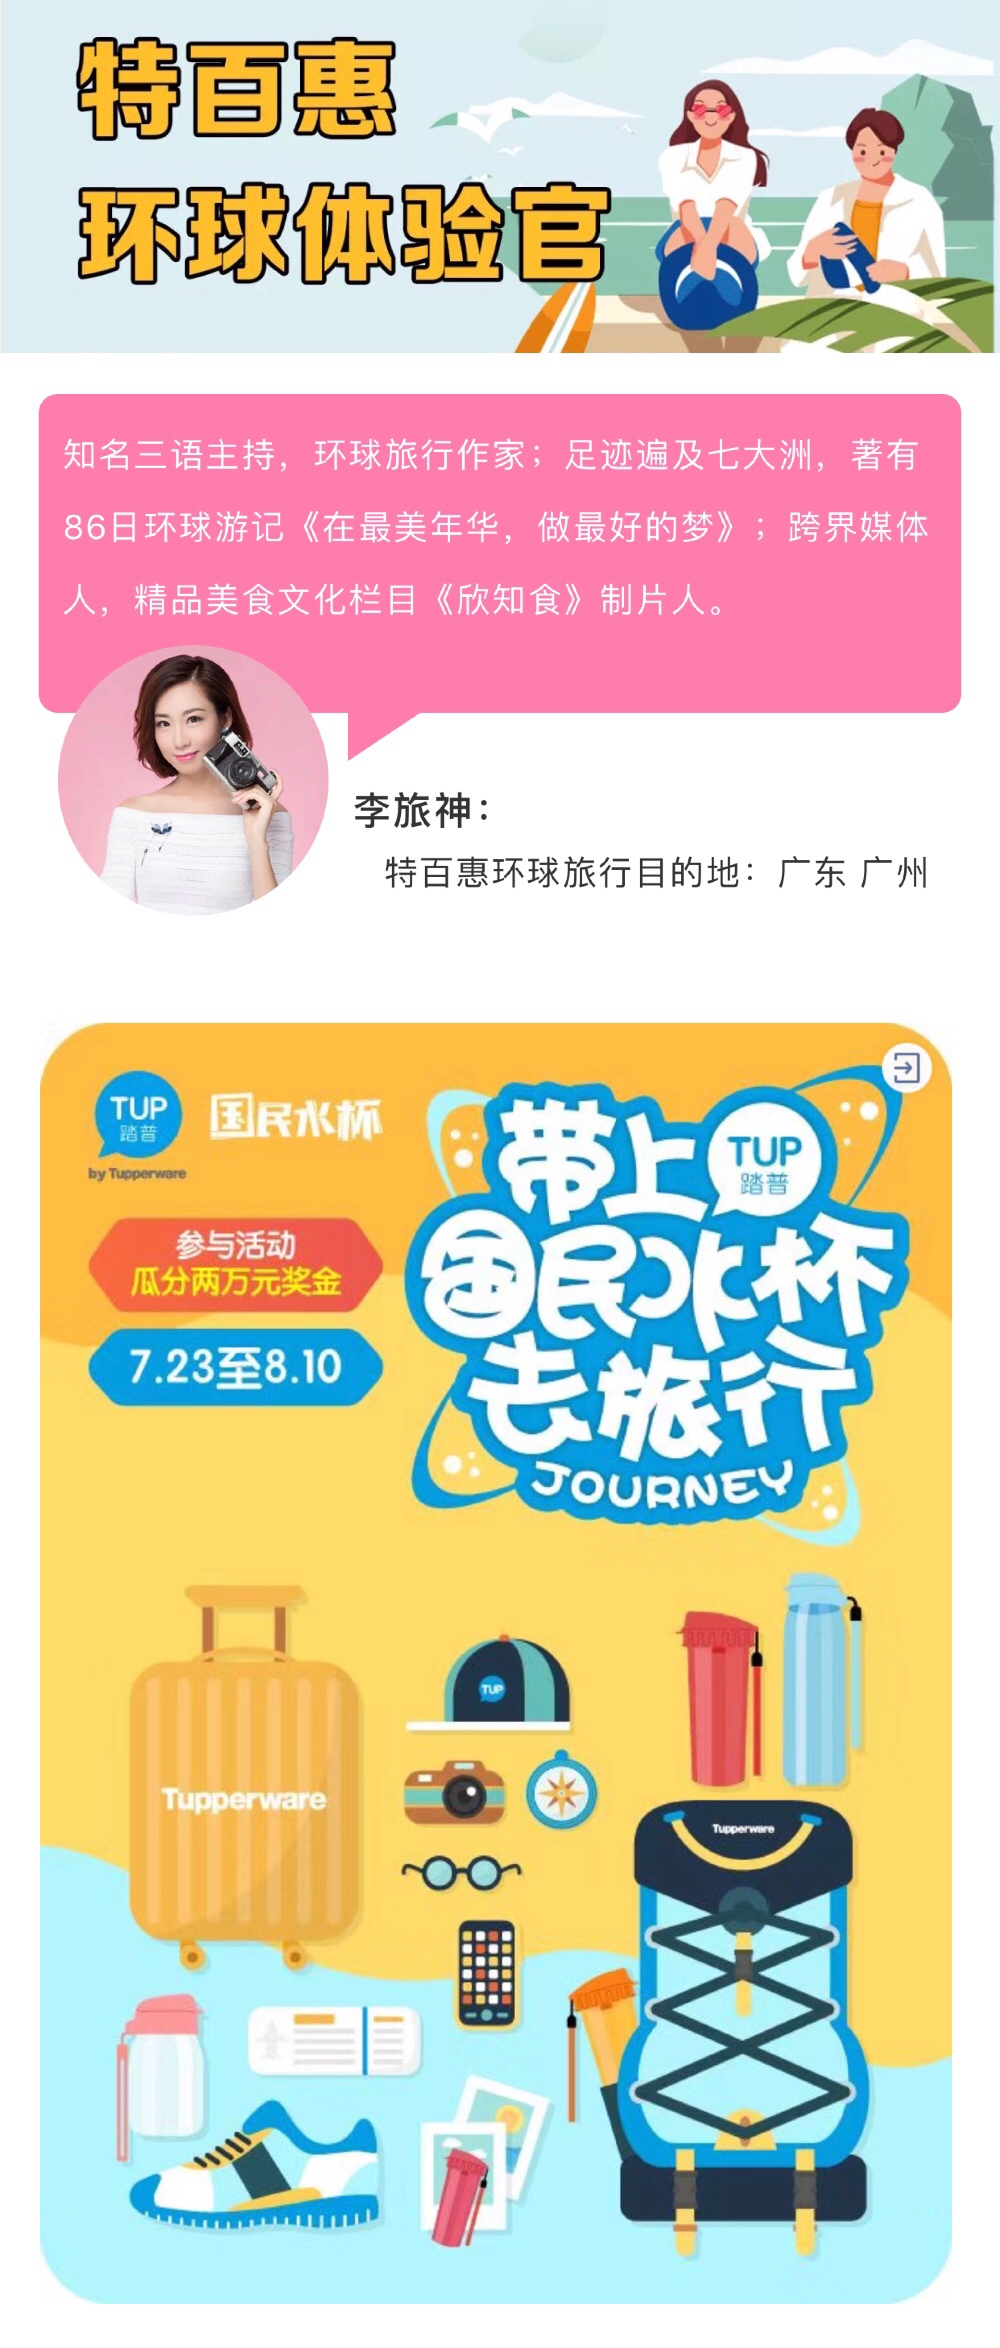 特百惠
环球体验官
知名三语主持，环球旅行作家；足迹遍及七大洲，著有
86日环球游记《在最美年华，做最好的梦》；跨界媒体
人，精品美食文化栏目《欣知食》制片人。
李旅神：
特百惠环球旅行目的地：广东 广州
TUP
踏普
by Tupperware
国民水杯
参与活动
瓜分两万元奖金
7.23至8.10
带上
TUP
踏普
国民水杯
去旅行
JOURNEY
TUP
Tupperware
Tupperware